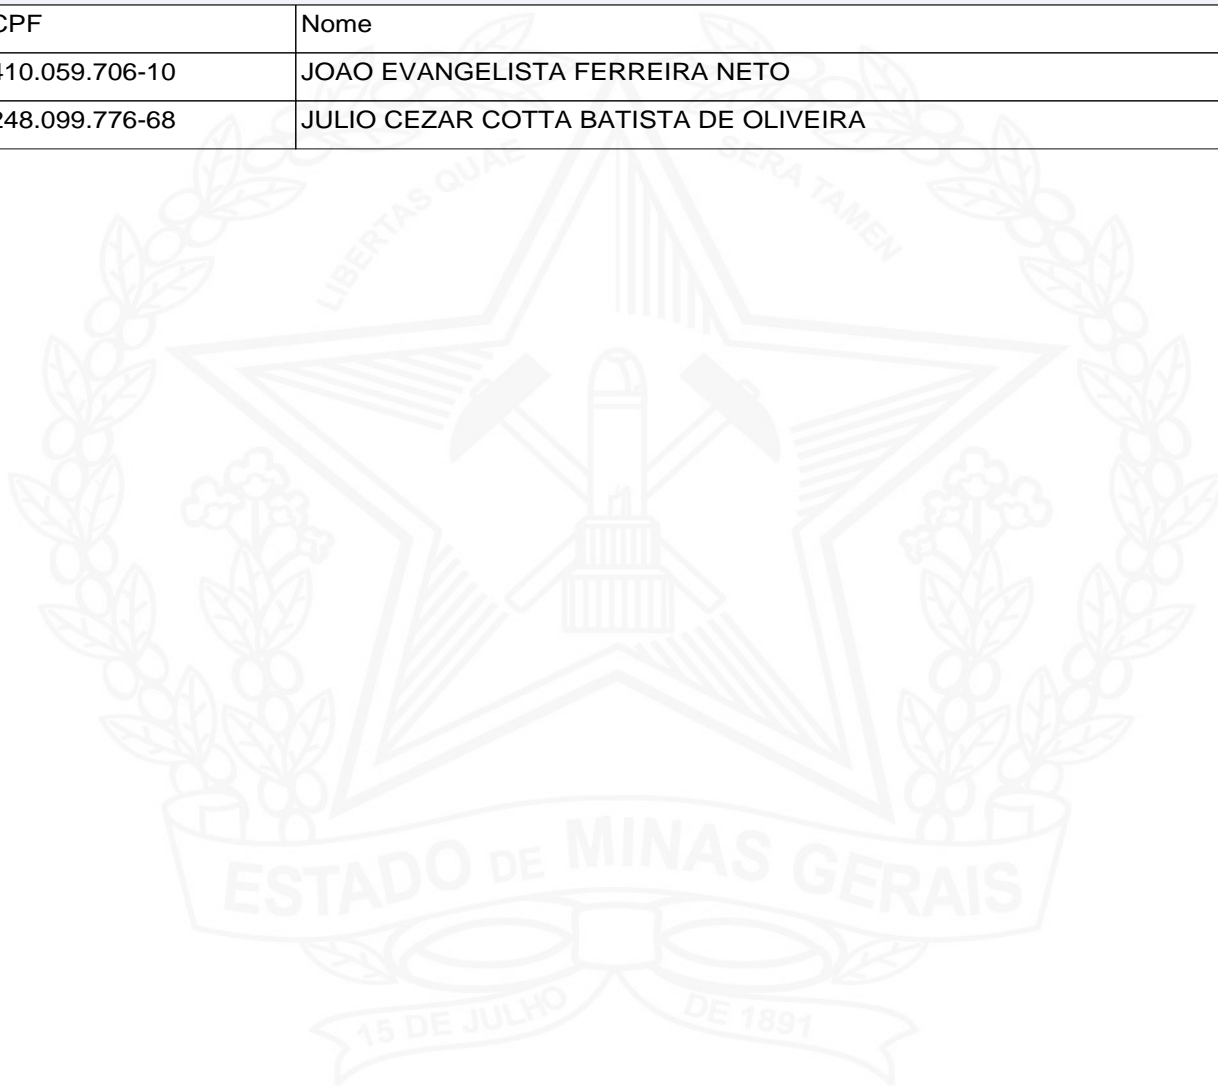 CPF Nome
410.059.706-10 JOAO EVANGELISTA FERREIRA NETO
248.099.776-68 JULIO CEZAR COTTA BATISTA DE OLIVEIRA
LIBERTAS QUAE SERA TAMEN
ESTADO DE MINAS GERAIS
15 DE JULHO DE 1891